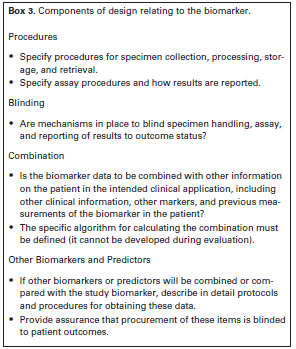 Box 3. Components of design relating to the biomarker.
Procedures
• Specify procedures for specimen collection, processing, stor-
age, and retrieval.
• Specify assay procedures and how results are reported.
Blinding
• Are mechanisms in place to blind specimen handling, assay,
and reporting of results to outcome status?
Combination
• Is the biomarker data to be combined with other information
on the patient in the intended clinical application, including
other clinical information, other markers, and previous mea-
surements of the biomarker in the patient?
• The specific algorithm for calculating the combination must
be defined (it cannot be developed during evaluation).
Other Biomarkers and Predictors
• If other biomarkers or predictors will be combined or com-
pared with the study biomarker, describe in detail protocols
and procedures for obtaining these data.
• Provide assurance that procurement of these items is blinded
to patient outcomes.